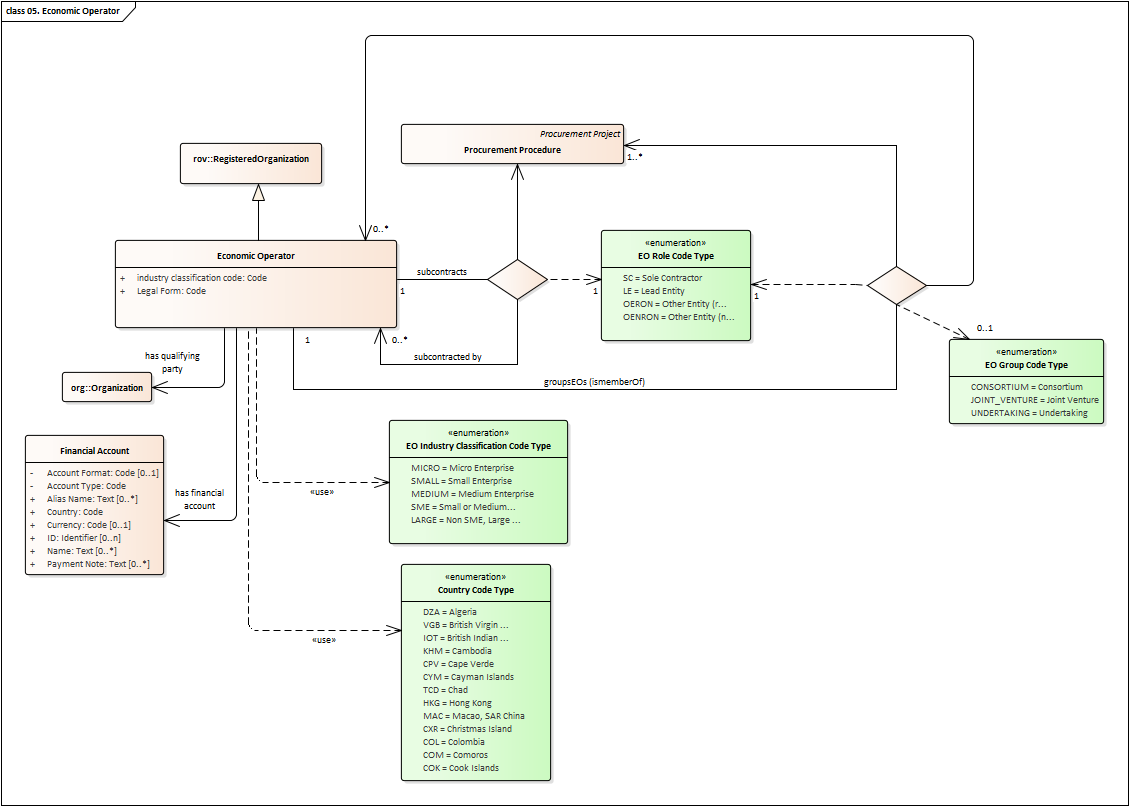 class 05. Economic Operator
Procurement Project
Procurement Procedure
1..*
rov::RegisteredOrganization
0..*
Economic Operator
+ industry classification code: Code
+ Legal Form: Code
subcontracts
1
«enumeration»
EO Role Code Type
SC = Sole Contractor
LE = Lead Entity
OERON = Other Entity (r...
OENRON = Other Entity (n...
1
1
0..1
1
0..*
subcontracted by
groupsEOs (ismemberOf)
«enumeration»
EO Group Code Type
CONSORTIUM = Consortium
JOINT_VENTURE = Joint Venture
UNDERTAKING = Undertaking
has qualifying
party
org::Organization
Financial Account
- Account Format: Code [0..1]
- Account Type: Code
+ Alias Name: Text [0..*]
+ Country: Code
+ Currency: Code [0..1]
+ ID: Identifier [0..n]
+ Name: Text [0..*]
+ Payment Note: Text [0..*]
has financial
account
«enumeration»
EO Industry Classification Code Type
MICRO = Micro Enterprise
SMALL = Small Enterprise
MEDIUM = Medium Enterprise
SME = Small or Medium...
LARGE = Non SME, Large ...
«use»
«enumeration»
Country Code Type
DZA = Algeria
VGB = British Virgin ...
IOT = British Indian ...
KHM = Cambodia
CPV = Cape Verde
CYM = Cayman Islands
TCD = Chad
HKG = Hong Kong
MAC = Macao, SAR China
CXR = Christmas Island
COL = Colombia
COM = Comoros
COK = Cook Islands
«use»